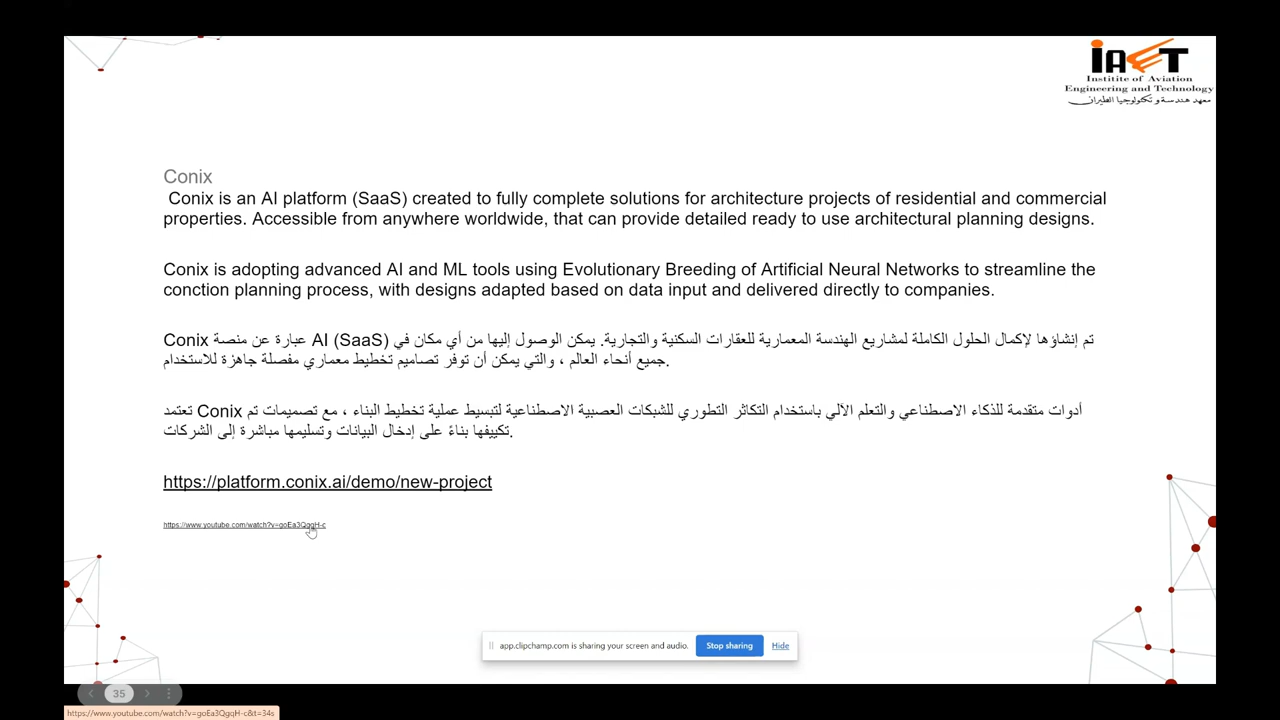 IAET
Institite of Aviation
Engineering and Technology
معهد هندسة و تكنولوجيا الطيران
Conix
Conix is an AI platform (SaaS) created to fully complete solutions for architecture projects of residential and commercial
properties. Accessible from anywhere worldwide, that can provide detailed ready to use architectural planning designs.
Conix is adopting advanced AI and ML tools using Evolutionary Breeding of Artificial Neural Networks to streamline the
conction planning process, with designs adapted based on data input and delivered directly to companies.
Conix عبارة عن منصة AI (SaaS) تم إنشاؤها لإكمال الحلول الكاملة لمشاريع الهندسة المعمارية للعقارات السكنية والتجارية. يمكن الوصول إليها من أي مكان في
جميع أنحاء العالم ، والتي يمكن أن توفر تصاميم تخطيط معماري مفصلة جاهزة للاستخدام.
تعتمد Conix أدوات متقدمة للذكاء الاصطناعي والتعلم الآلي باستخدام التكاثر التطوري للشبكات العصبية الاصطناعية لتبسيط عملية تخطيط البناء ، مع تصميمات تم
تكييفها بناءً على إدخال البيانات وتسليمها مباشرة إلى الشركات.
https://platform.conix.ai/demo/new-project
https://www.youtube.com/watch?v=goEa3QgqH-c
app.clipchamp.com is sharing your screen and audio. Stop sharing Hide
35
https://www.youtube.com/watch?v=goEa3QgqH-c&t=34s